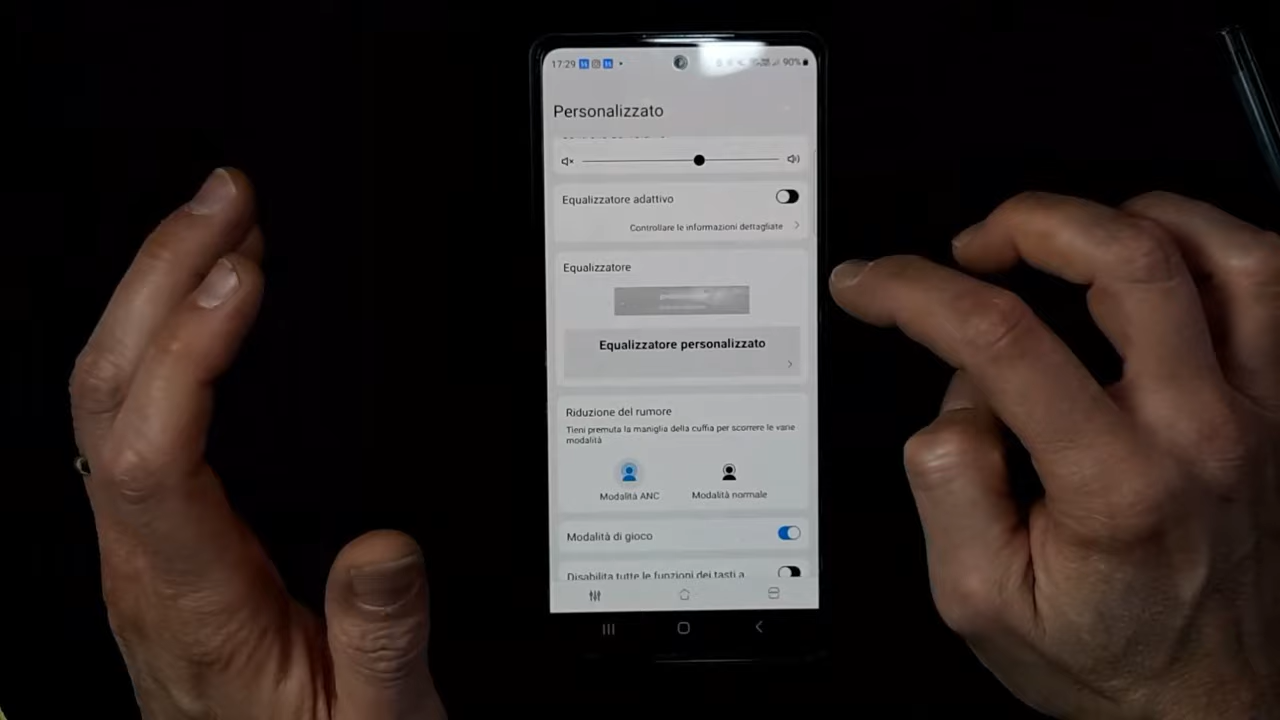 17:29
90%
Personalizzato
Equalizzatore adattivo
Controllare le informazioni dettagliate
Equalizzatore
Equalizzatore personalizzato
Riduzione del rumore
Tieni premuta la maniglia della cuffia per scorrere le varie
modalità
Modalità ANC
Modalità normale
Modalità di gioco
Disabilita tutte le funzioni dei tasti a